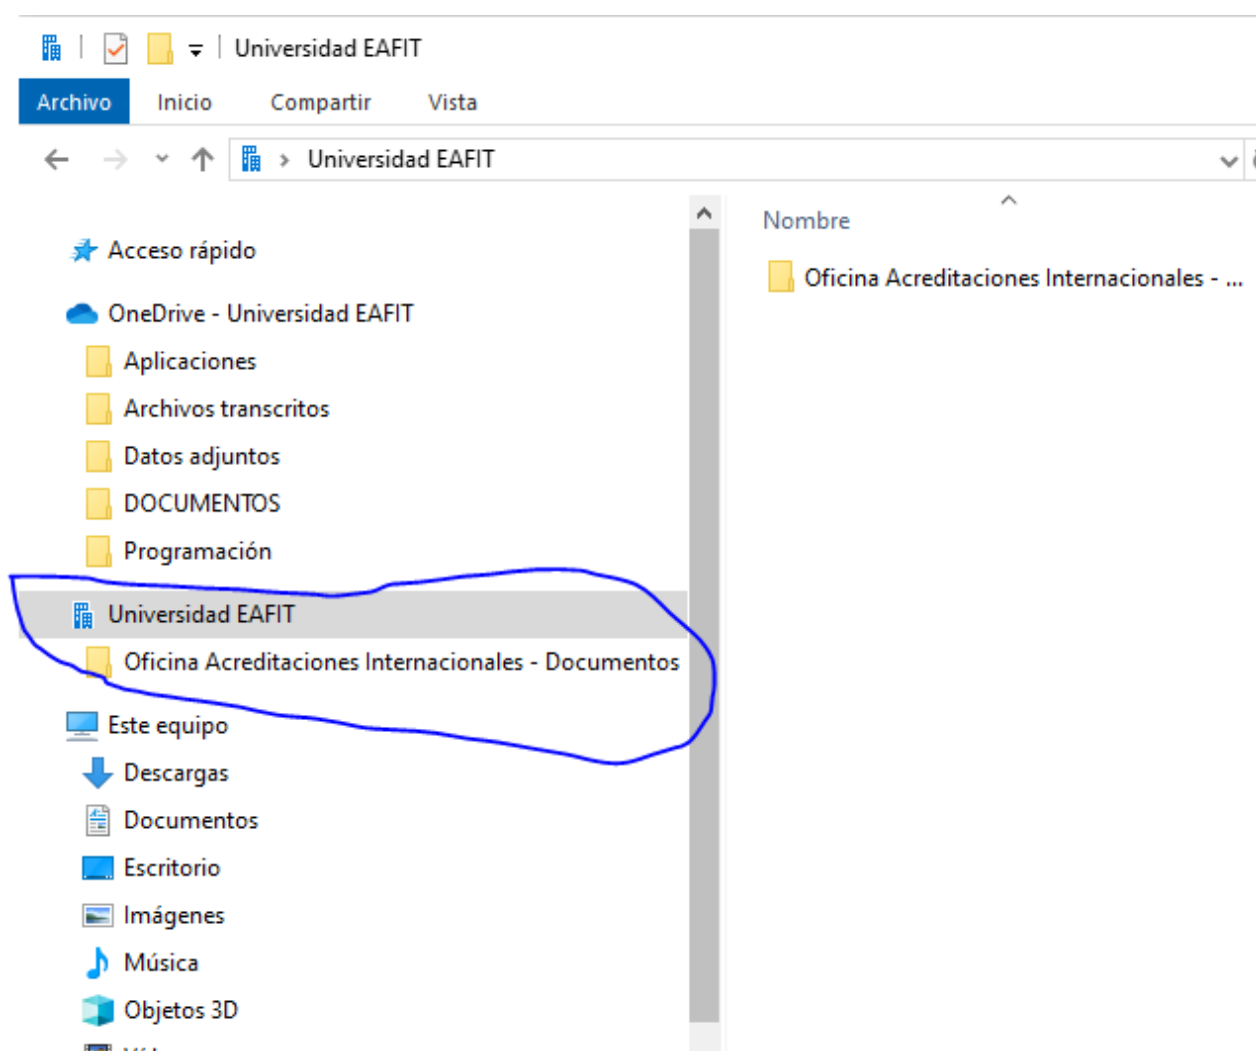 Universidad EAFIT
Archivo Inicio Compartir Vista
Universidad EAFIT
Nombre
Oficina Acreditaciones Internacionales - ...
Acceso rápido
OneDrive - Universidad EAFIT
Aplicaciones
Archivos transcritos
Datos adjuntos
DOCUMENTOS
Programación
Universidad EAFIT
Oficina Acreditaciones Internacionales - Documentos
Este equipo
Descargas
Documentos
Escritorio
Imágenes
Música
Objetos 3D